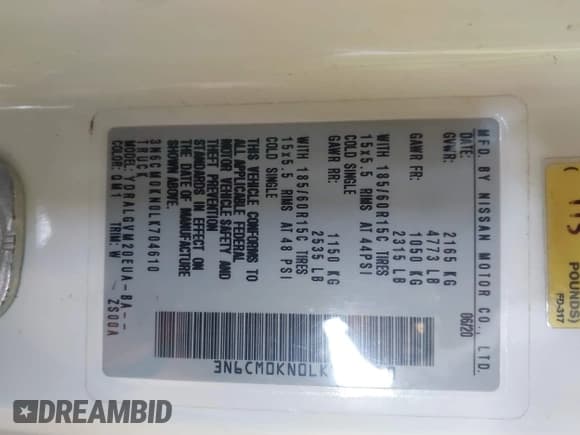 MFD. BY NISSAN MOTOR CO., LTD.
DATE: 06/20
GVWR: 2165 KG
4773 LB
GAWR FR: 1050 KG
2315 LB
WITH 185/60R15C TIRES
15x5.5 RIMS AT 44PSI
COLD SINGLE
GAWR RR: 1150 KG
2535 LB
WITH 185/60R15C TIRES
15x5.5 RIMS AT 48 PSI
COLD SINGLE
THIS VEHICLE CONFORMS TO
ALL APPLICABLE FEDERAL
MOTOR VEHICLE SAFETY AND
THEFT PREVENTION
STANDARDS IN EFFECT ON
THE DATE OF MANUFACTURE
SHOWN ABOVE.
3N6CM0KN0LK704610
TRUCK
MODEL: FDRALGVM20EUA-BA--
COLOR: QM1 TRIM: W 2S00A
3N6CM0KN0LK
POUNDS)
FD-317
DREAMBID